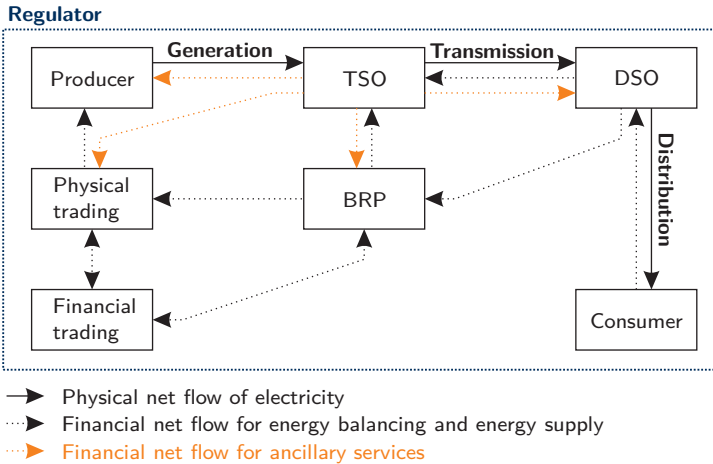 Regulator
Generation
Transmission
Producer
TSO
DSO
Distribution
Physical
trading
BRP
Financial
trading
Consumer
Physical net flow of electricity
Financial net flow for energy balancing and energy supply
Financial net flow for ancillary services